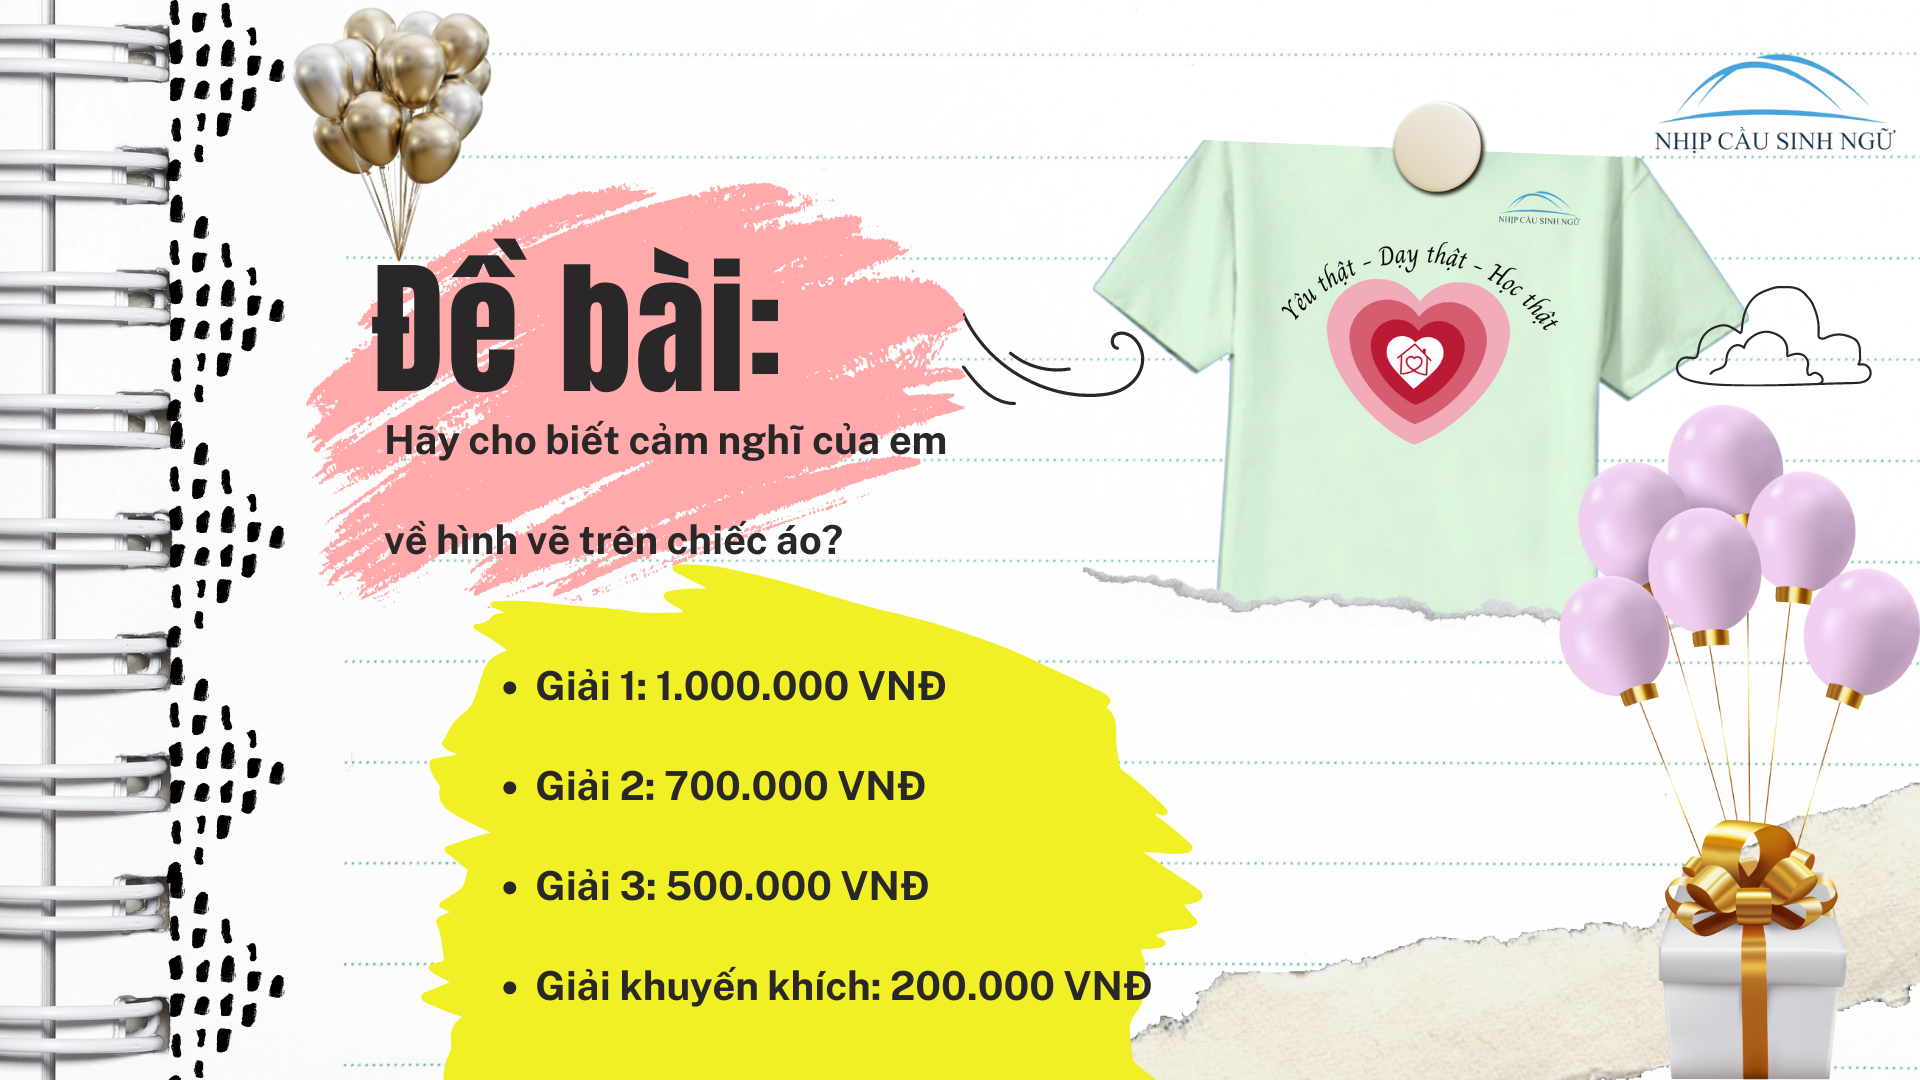 NHỊP CẦU SINH NGỮ
NHỊP CẦU SINH NGỮ
Yêu thật - Dạy thật - Học thật
Đề bài:
Hãy cho biết cảm nghĩ của em
về hình vẽ trên chiếc áo?
• Giải 1: 1.000.000 VNĐ
• Giải 2: 700.000 VNĐ
• Giải 3: 500.000 VNĐ
• Giải khuyến khích: 200.000 VNĐ